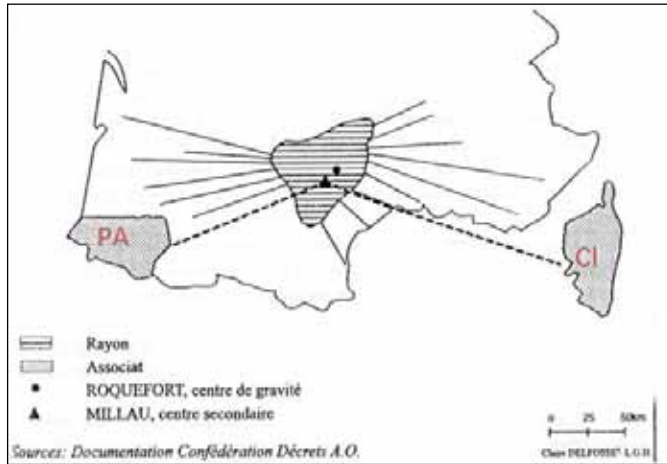 PA
CI
Rayon
Associat
ROQUEFORT, centre de gravité
MILLAU, centre secondaire
0 25 50km
Sources: Documentation Confédération Décrets A.O.
Claire DELFOSSE